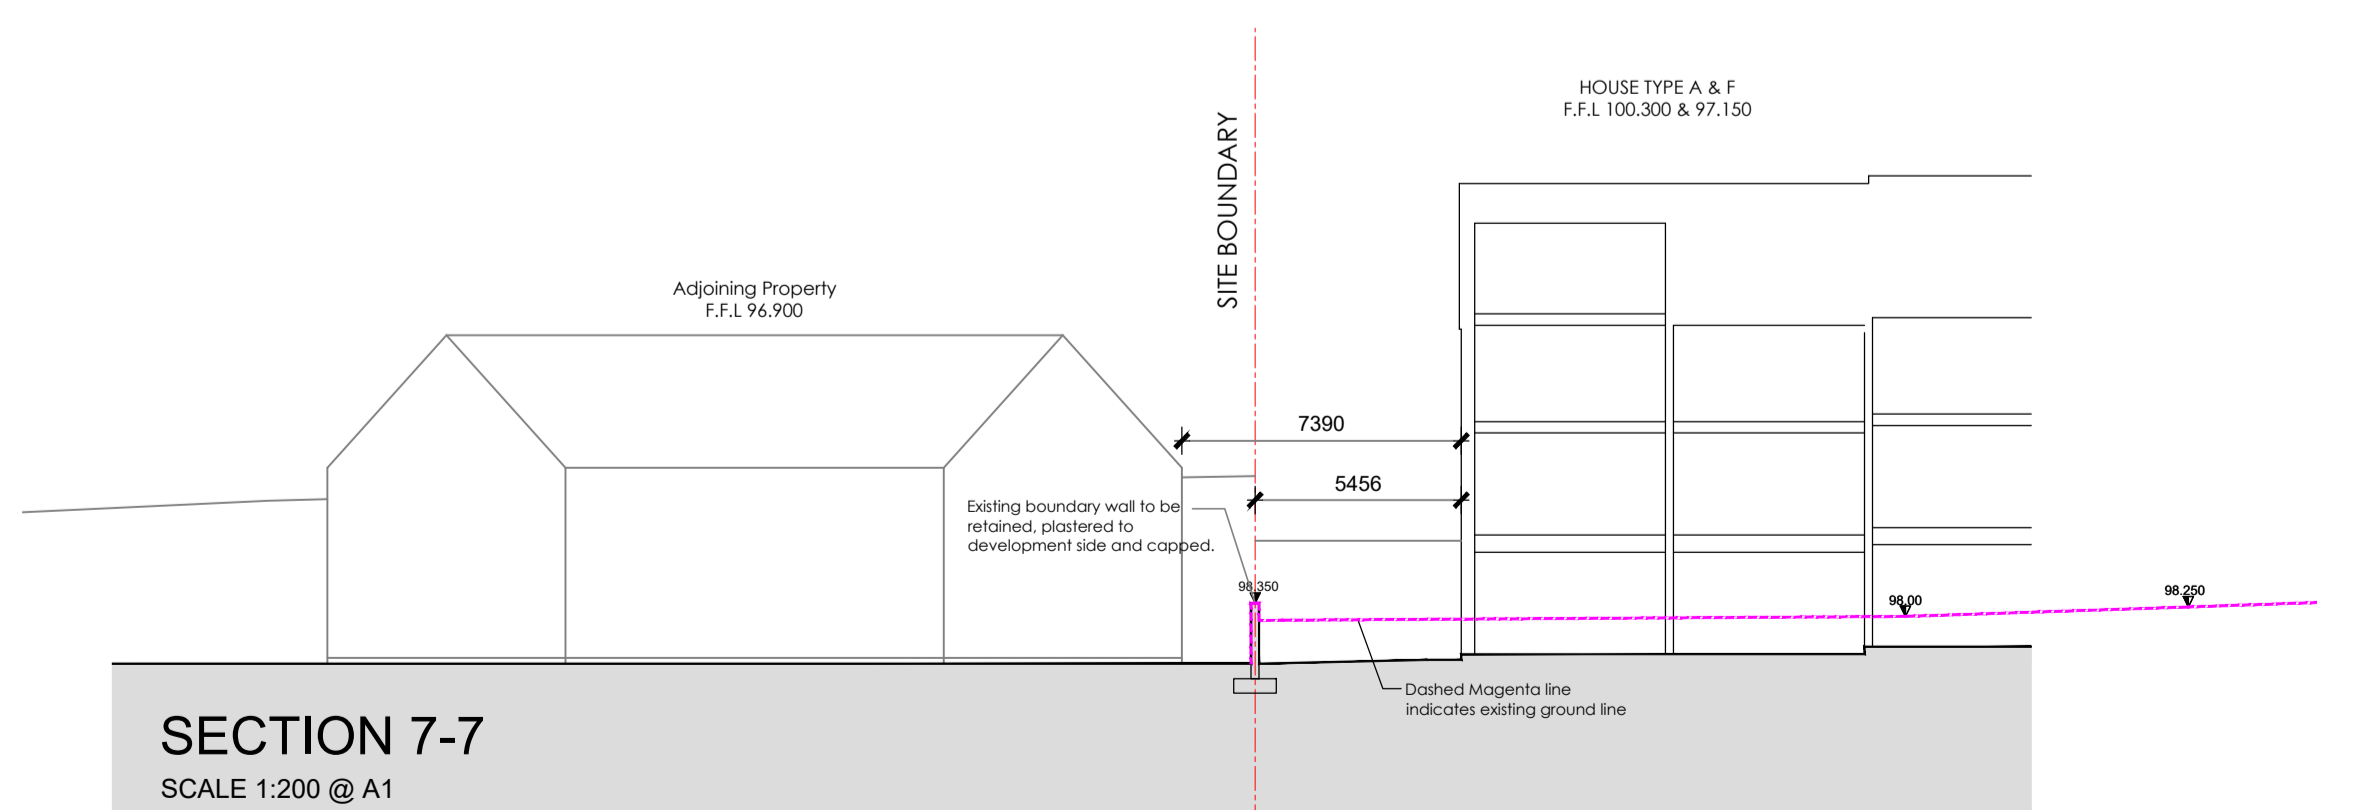 HOUSE TYPE A & F
F.F.L 100.300 & 97.150
SITE BOUNDARY
Adjoining Property
F.F.L 96.900
7390
5456
Existing boundary wall to be
retained, plastered to
development side and capped.
98.350
98.00
98.250
Dashed Magenta line
indicates existing ground line
SECTION 7-7
SCALE 1:200 @ A1